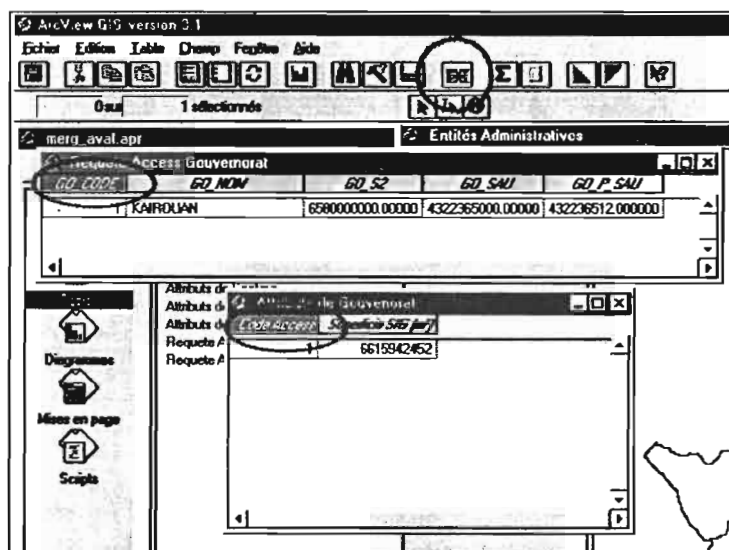 ArcView GIS version 3.1
Fichier Edition Table Champ Fenêtre Aide
0 sur 1 sélectionnés
merg_aval.apr
Entités Administratives
Requete Access Gouvernorat
GO_CODE GO_NOM GO_S2 GO_SAU GO_P_SAU
1 KAIROUAN 6580000000.00000 4322365000.00000 432236512.000000
Attributs de
Attributs de
Attributs de
Requete A
Requete A
Attributs de Gouvernorat
Code Access Superficie SIG (m²)
1 6615942452
Diagrammes
Mises en page
Scripts